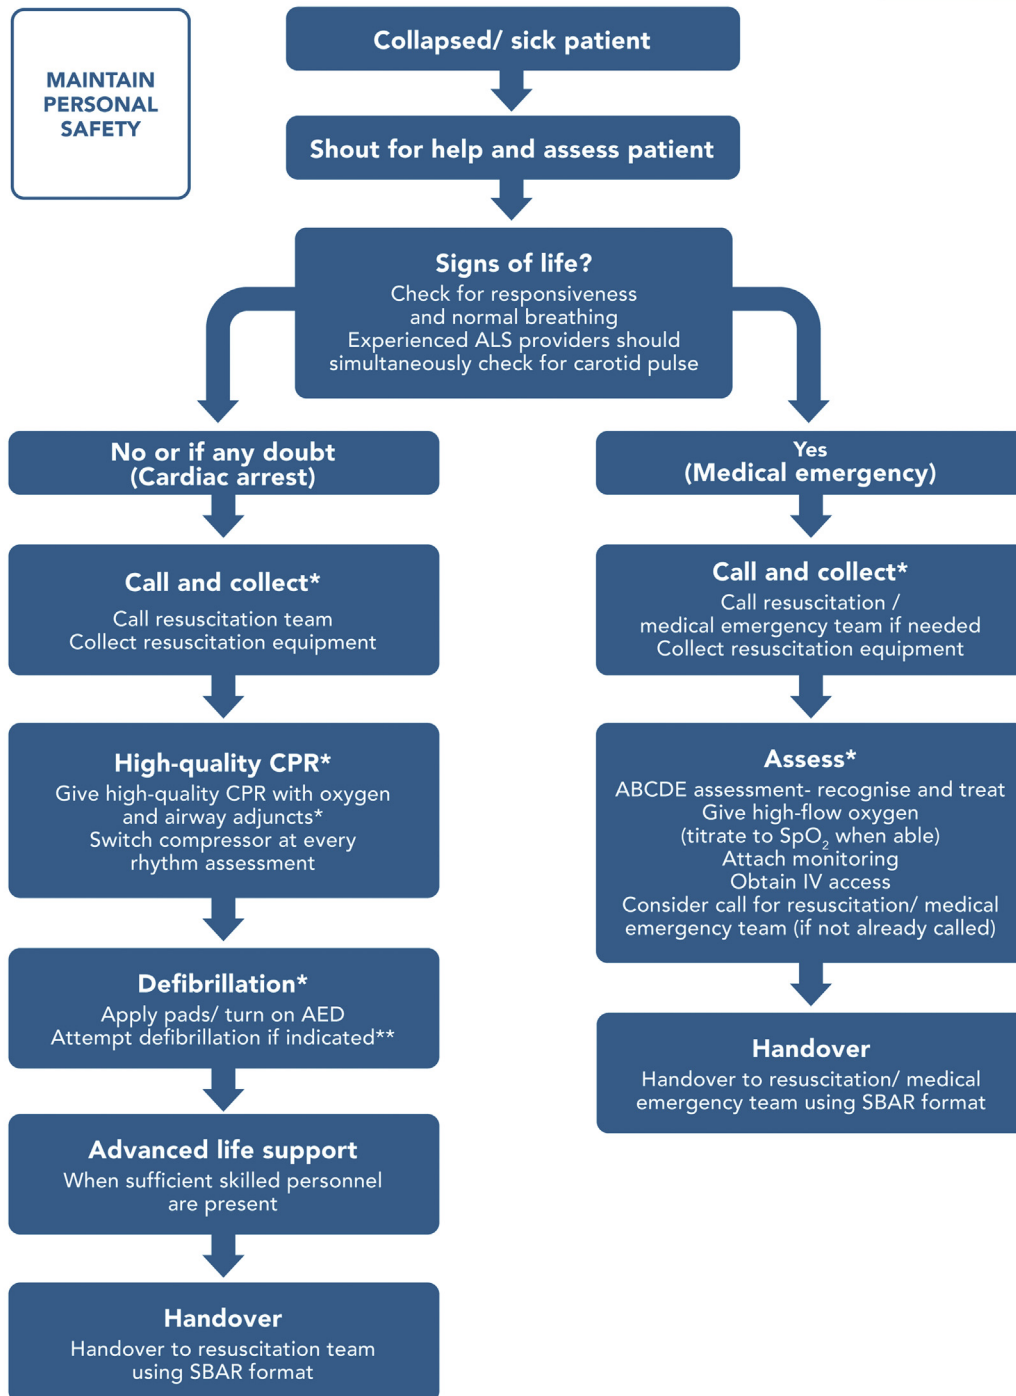 MAINTAIN
PERSONAL
SAFETY
Collapsed/ sick patient
Shout for help and assess patient
Signs of life?
Check for responsiveness
and normal breathing
Experienced ALS providers should
simultaneously check for carotid pulse
No or if any doubt
(Cardiac arrest)
Call and collect*
Call resuscitation team
Collect resuscitation equipment
High-quality CPR*
Give high-quality CPR with oxygen
and airway adjuncts*
Switch compressor at every
rhythm assessment
Defibrillation*
Apply pads/ turn on AED
Attempt defibrillation if indicated**
Advanced life support
When sufficient skilled personnel
are present
Handover
Handover to resuscitation team
using SBAR format
Yes
(Medical emergency)
Call and collect*
Call resuscitation /
medical emergency team if needed
Collect resuscitation equipment
Assess*
ABCDE assessment- recognise and treat
Give high-flow oxygen
(titrate to SpO₂ when able)
Attach monitoring
Obtain IV access
Consider call for resuscitation/ medical
emergency team (if not already called)
Handover
Handover to resuscitation/ medical
emergency team using SBAR format